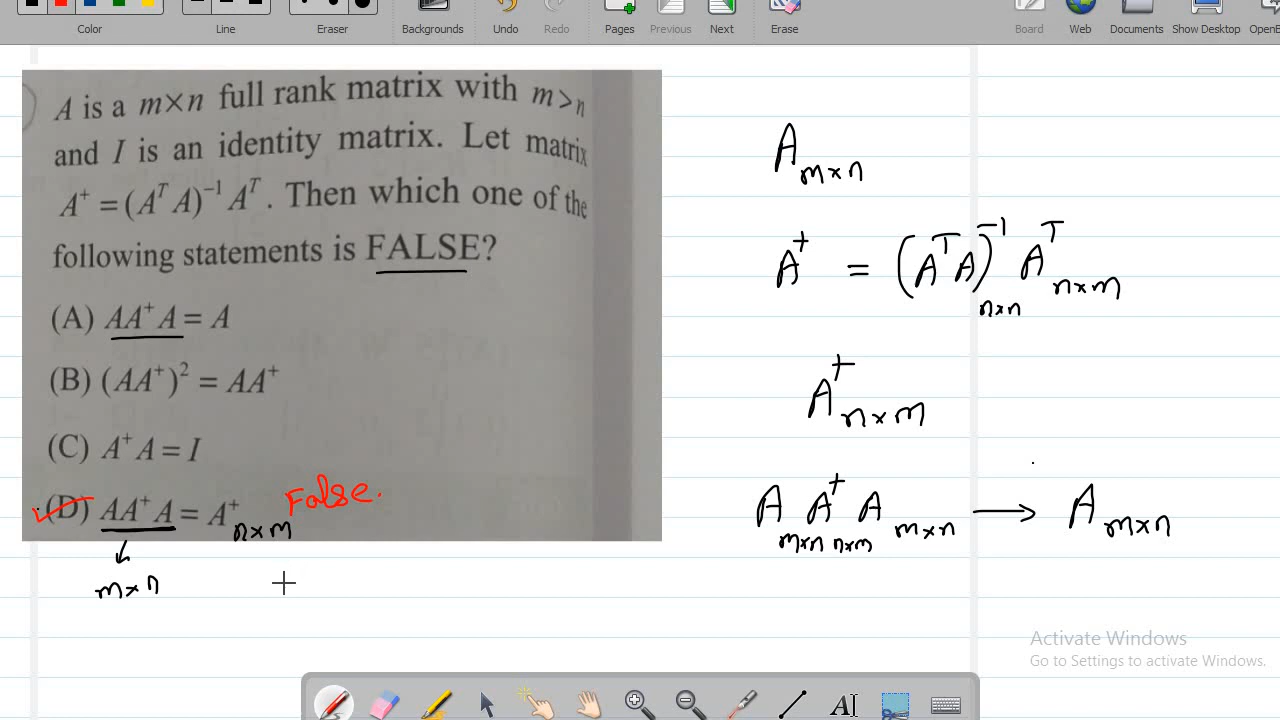 Color Line Eraser Backgrounds Undo Redo Pages Previous Next Erase Board Web Documents Show Desktop
A is a m×n full rank matrix with m>n
and I is an identity matrix. Let matrix
A⁺ = (AᵀA)⁻¹Aᵀ. Then which one of the
following statements is FALSE?
(A) AA⁺A = A
(B) (AA⁺)² = AA⁺
(C) A⁺A = I
(D) AA⁺A = A⁺ n×m False.
m×n
A m×n
A⁺ = (AᵀA)⁻¹ n×n Aᵀ n×m
A⁺ n×m
A m×n A⁺ n×m A m×n → A m×n
Activate Windows
Go to Settings to activate Windows.